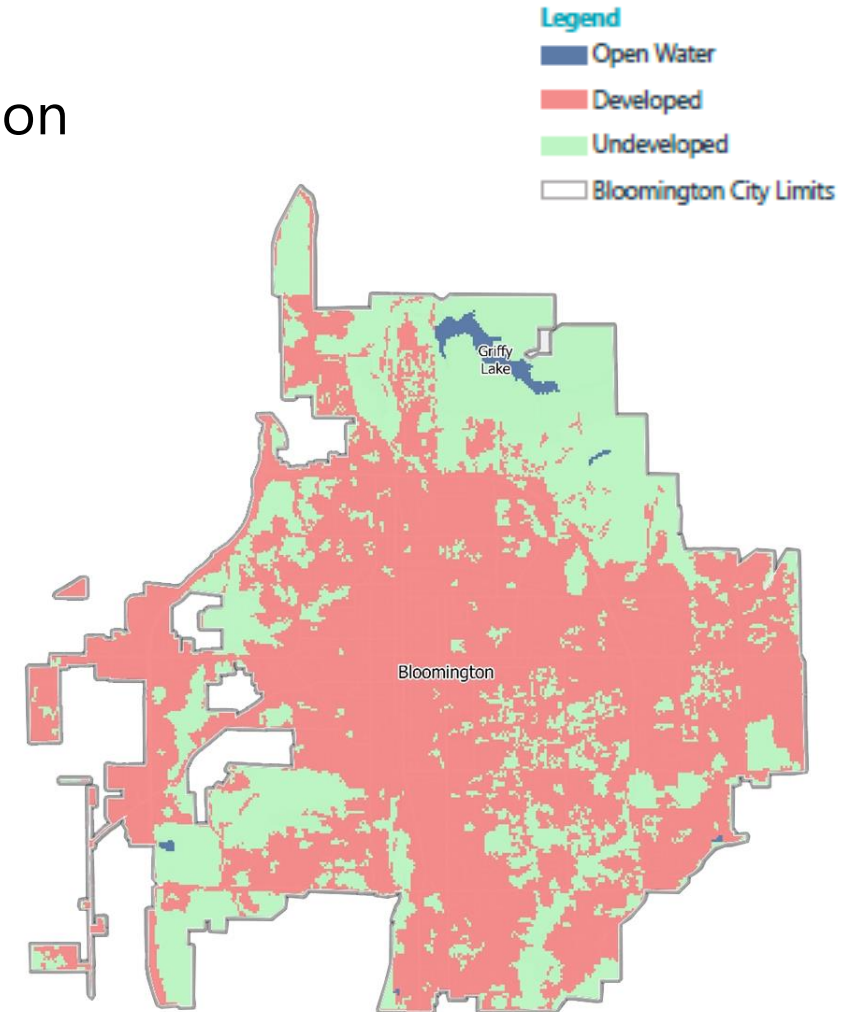 on
Legend
Open Water
Developed
Undeveloped
Bloomington City Limits
Griffy
Lake
Bloomington